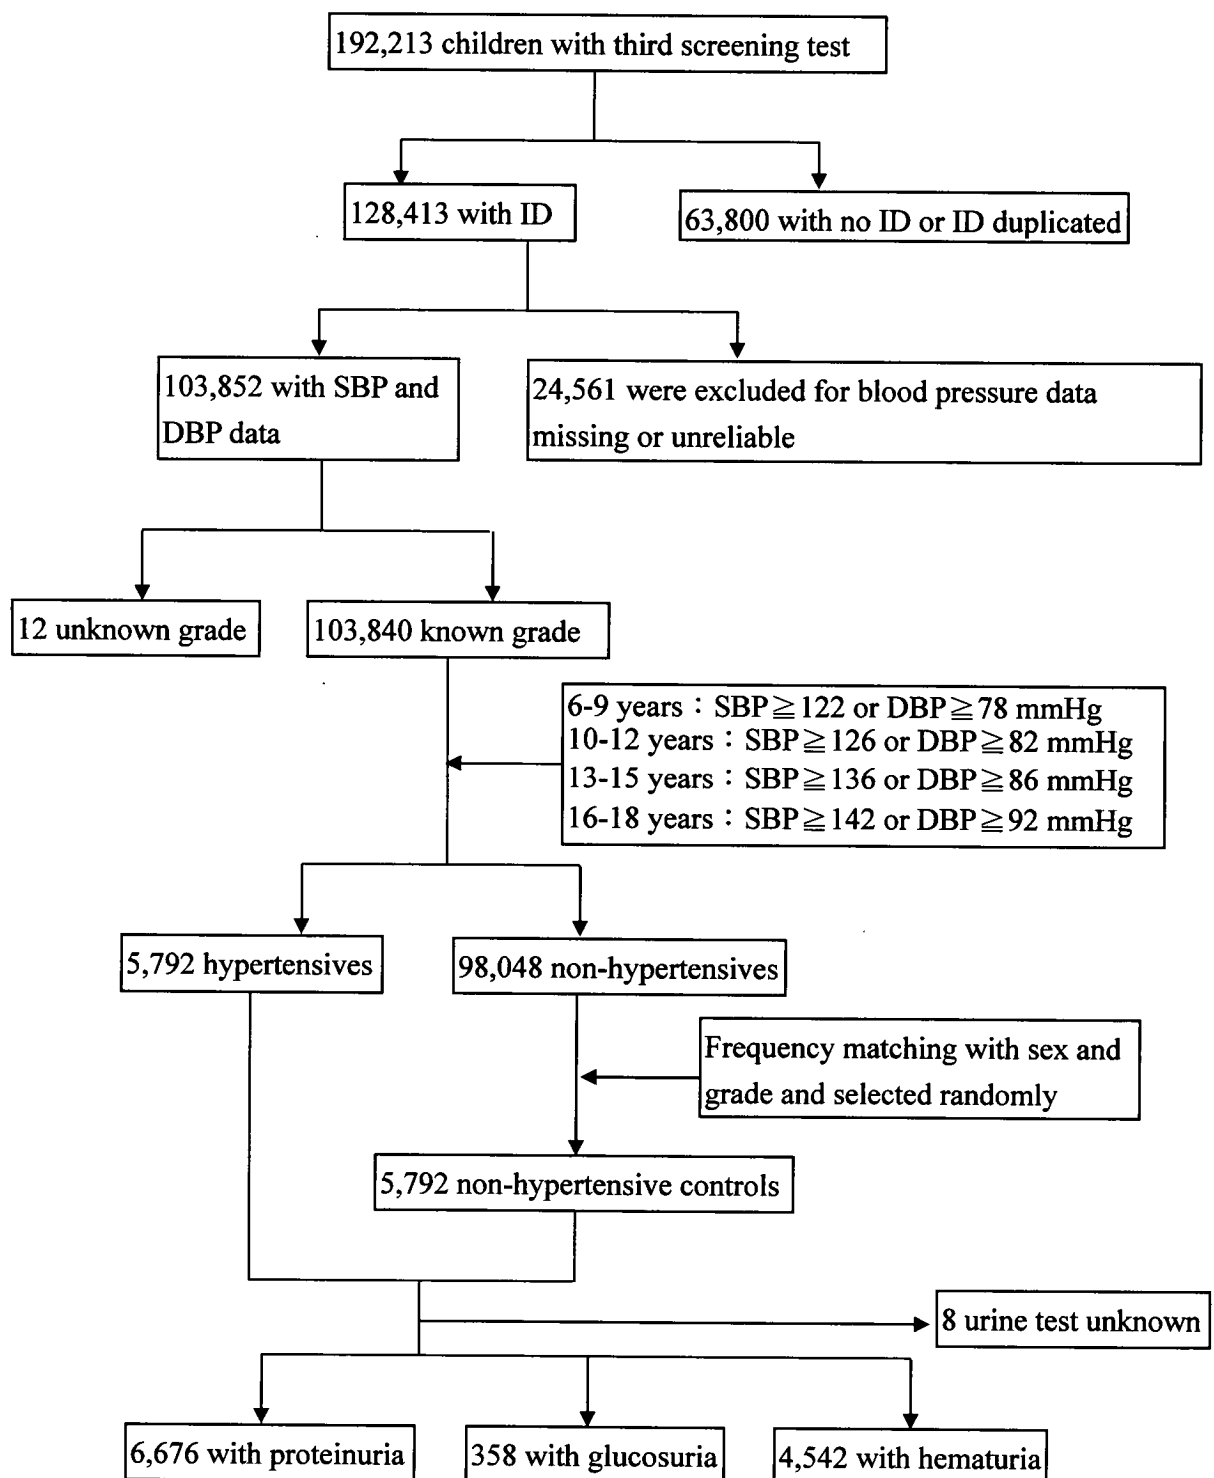 192,213 children with third screening test
128,413 with ID
63,800 with no ID or ID duplicated
103,852 with SBP and
DBP data
24,561 were excluded for blood pressure data
missing or unreliable
12 unknown grade
103,840 known grade
6-9 years：SBP≧122 or DBP≧78 mmHg
10-12 years：SBP≧126 or DBP≧82 mmHg
13-15 years：SBP≧136 or DBP≧86 mmHg
16-18 years：SBP≧142 or DBP≧92 mmHg
5,792 hypertensives
98,048 non-hypertensives
Frequency matching with sex and
grade and selected randomly
5,792 non-hypertensive controls
8 urine test unknown
6,676 with proteinuria
358 with glucosuria
4,542 with hematuria